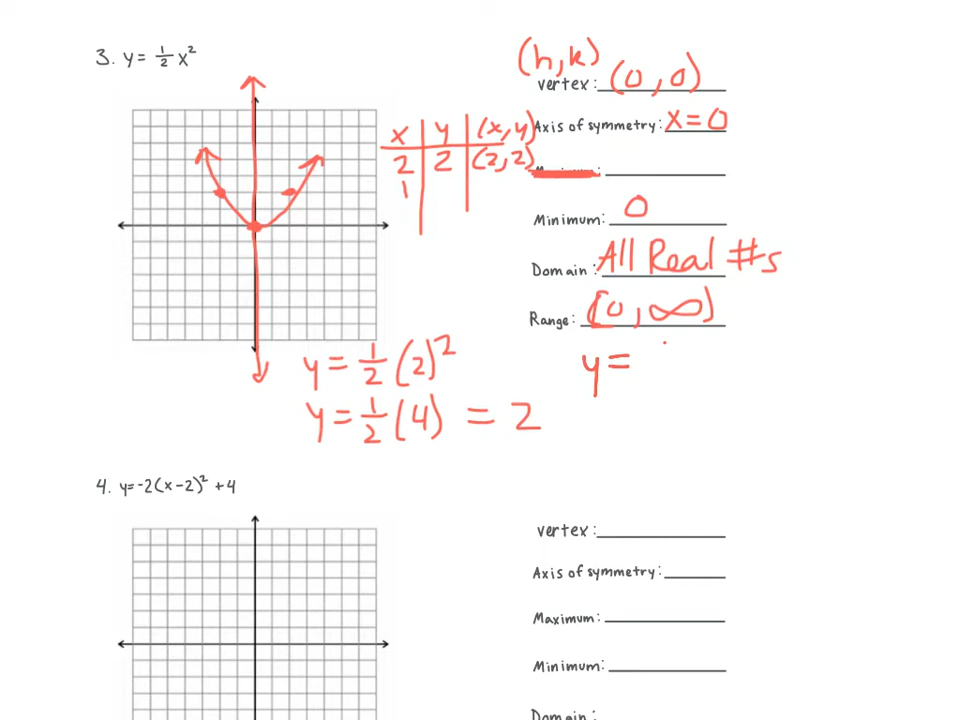 3. y = 1/2 x²
(h,k)
vertex: (0,0)
Axis of symmetry: x=0
x y (x,y)
2 2 (2,2)
1
Minimum: 0
Domain: All Real #s
Range: [0,∞)
y = 1/2 (2)²
y =
y = 1/2 (4) = 2
4. y=-2(x-2)² +4
vertex:
Axis of symmetry:
Maximum:
Minimum:
Domain: